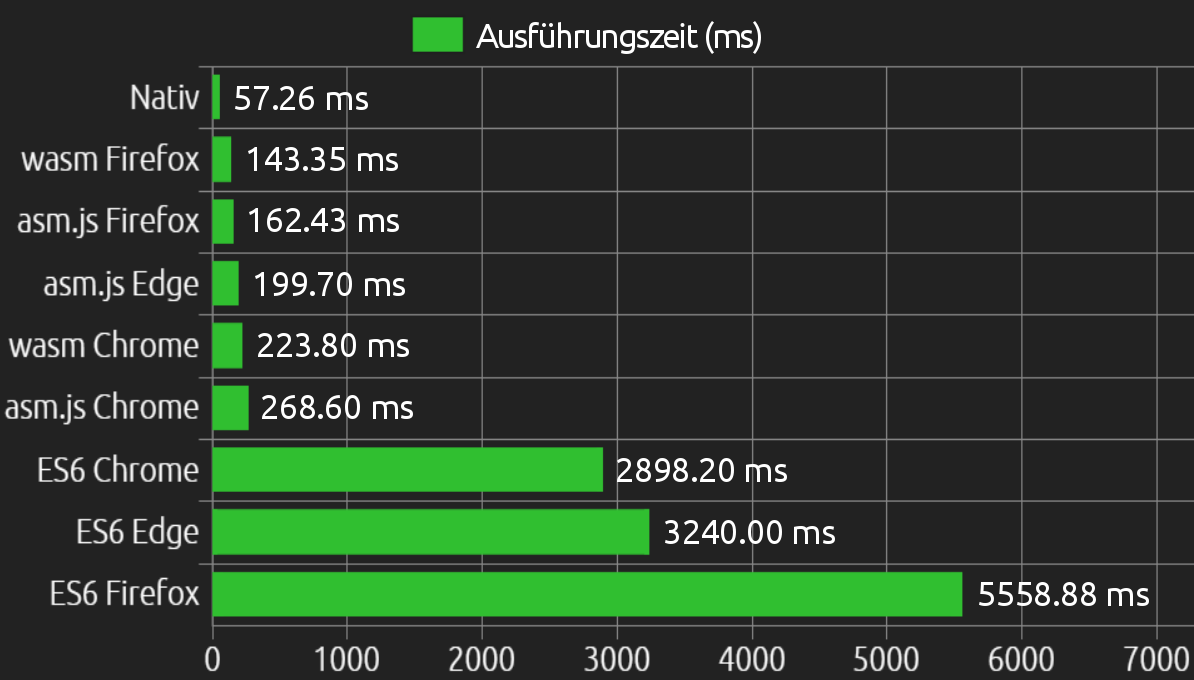 Ausführungszeit (ms)
Nativ 57.26 ms
wasm Firefox 143.35 ms
asm.js Firefox 162.43 ms
asm.js Edge 199.70 ms
wasm Chrome 223.80 ms
asm.js Chrome 268.60 ms
ES6 Chrome 2898.20 ms
ES6 Edge 3240.00 ms
ES6 Firefox 5558.88 ms
0 1000 2000 3000 4000 5000 6000 7000